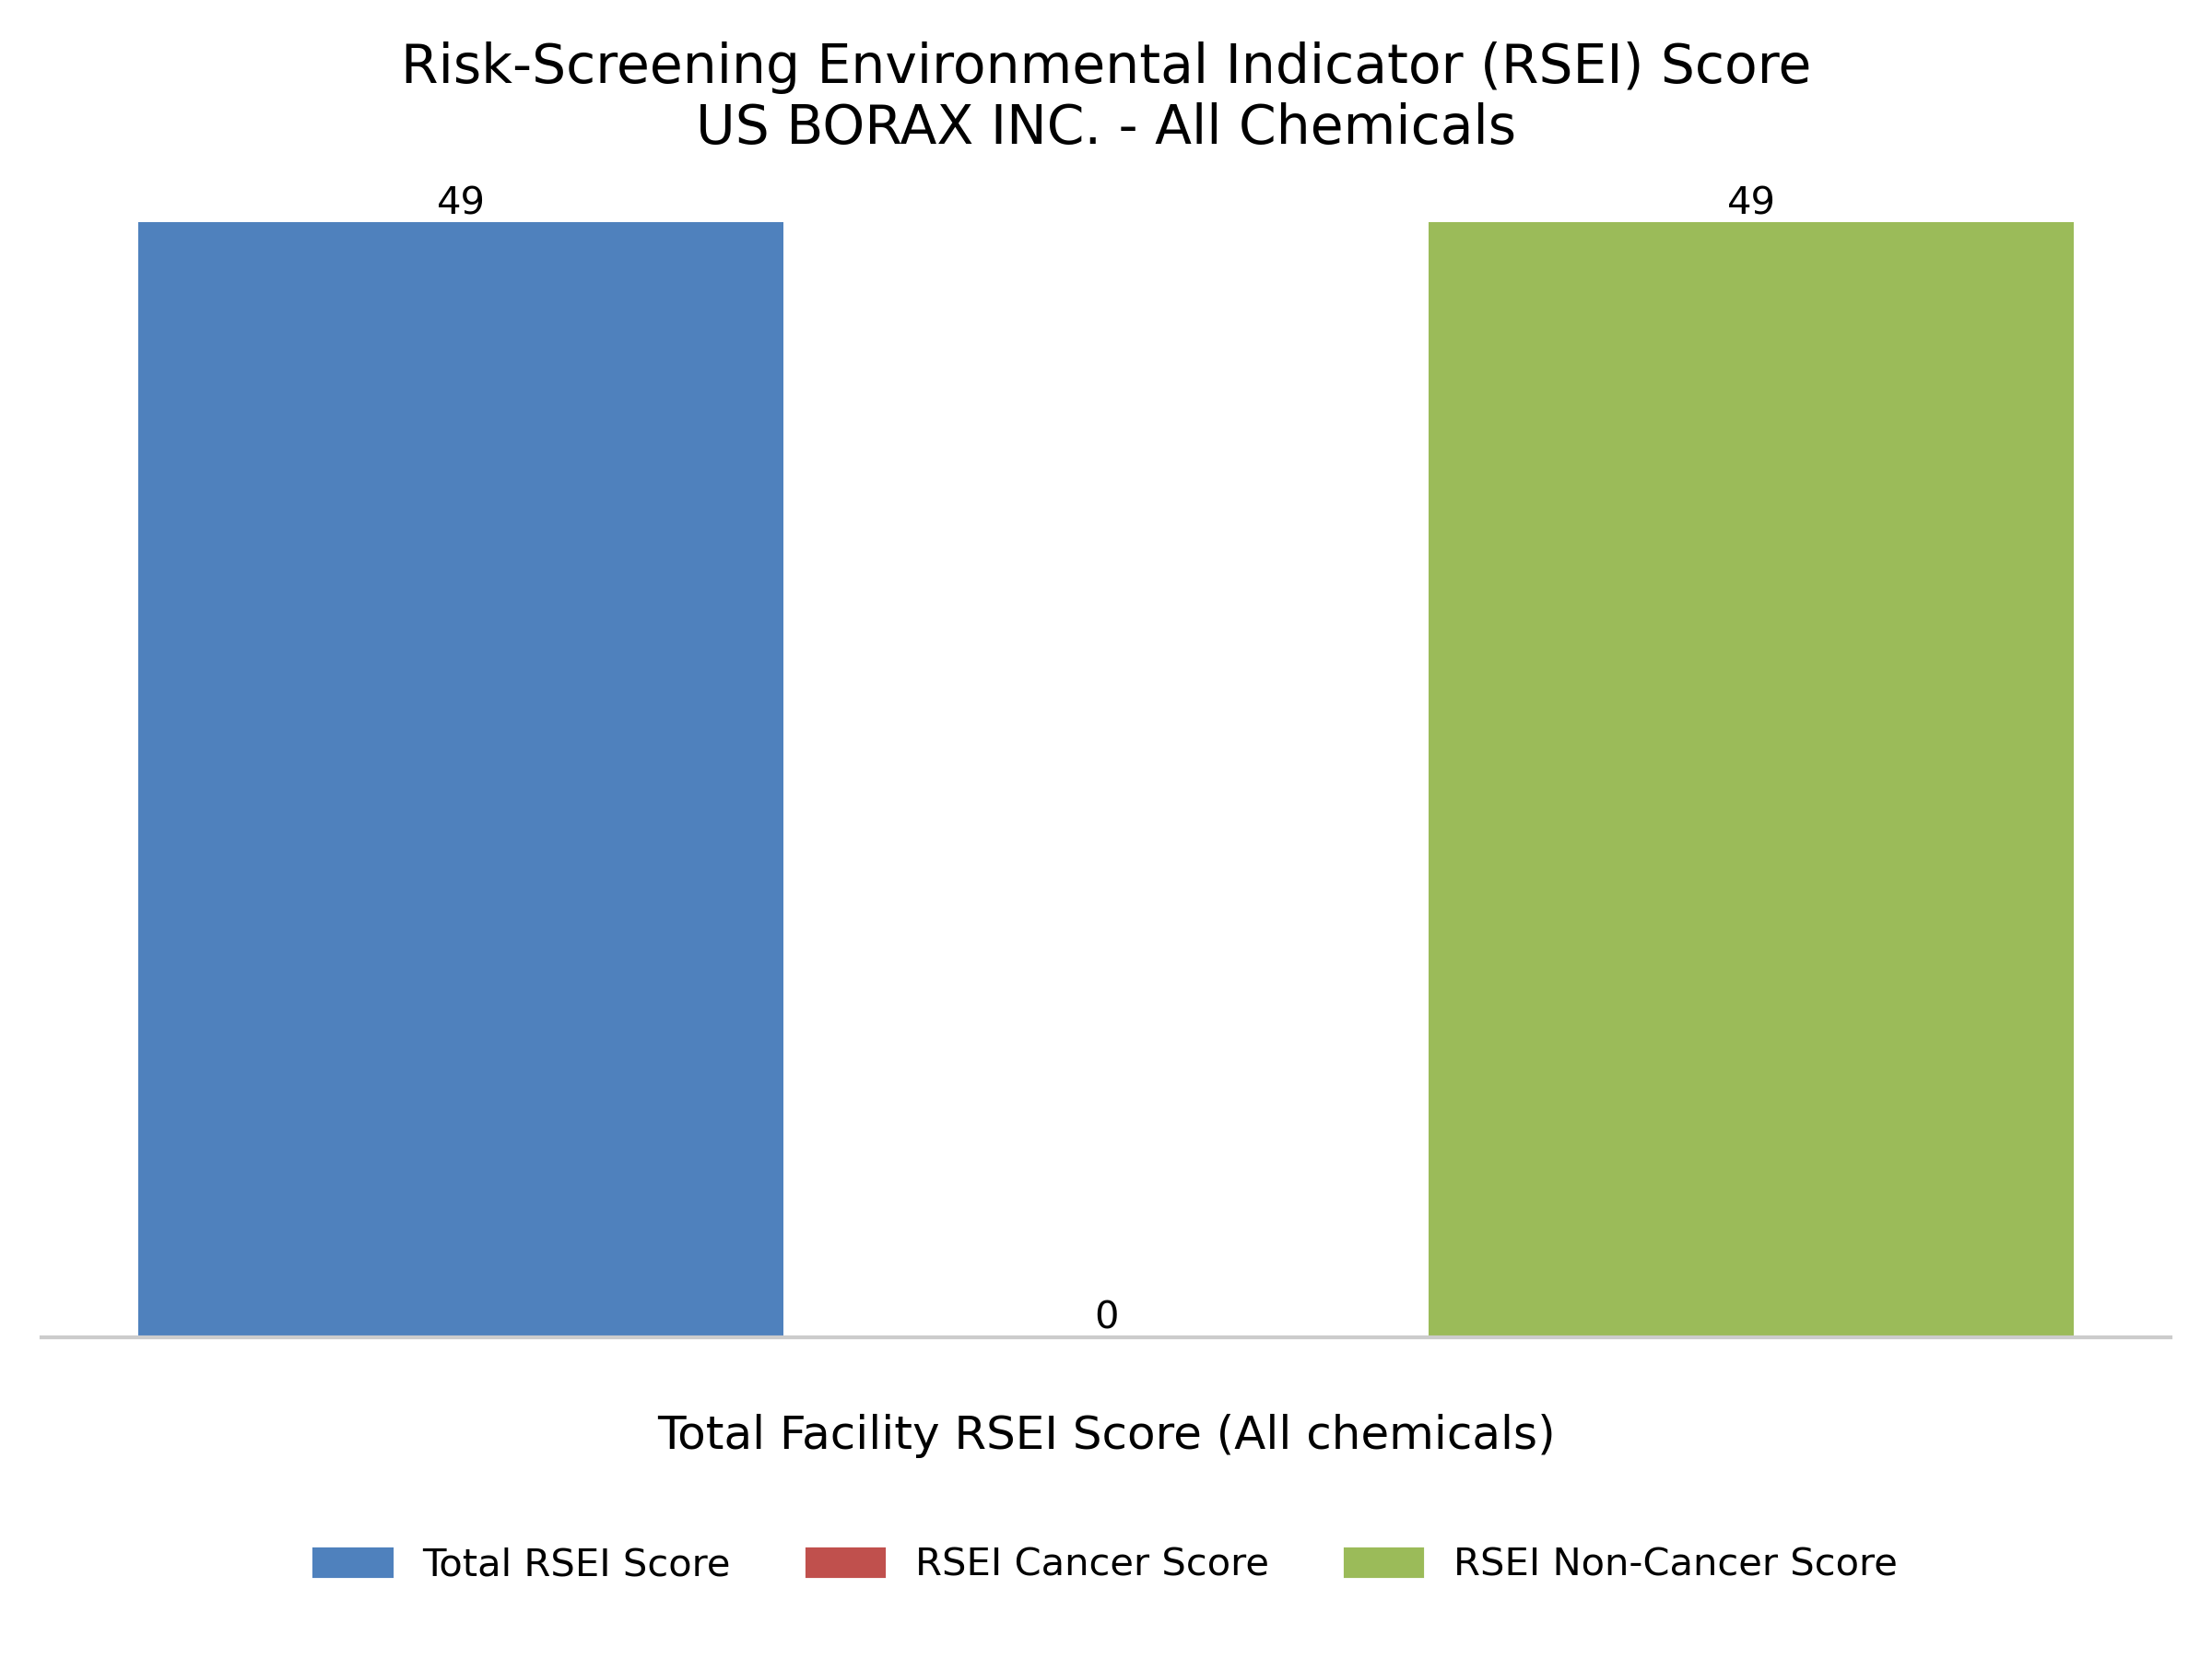 Risk-Screening Environmental Indicator (RSEI) Score
US BORAX INC. - All Chemicals
49
49
0
Total Facility RSEI Score (All chemicals)
Total RSEI Score
RSEI Cancer Score
RSEI Non-Cancer Score